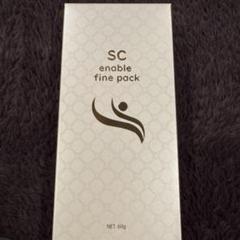 SC
enable
fine pack
NET 60g